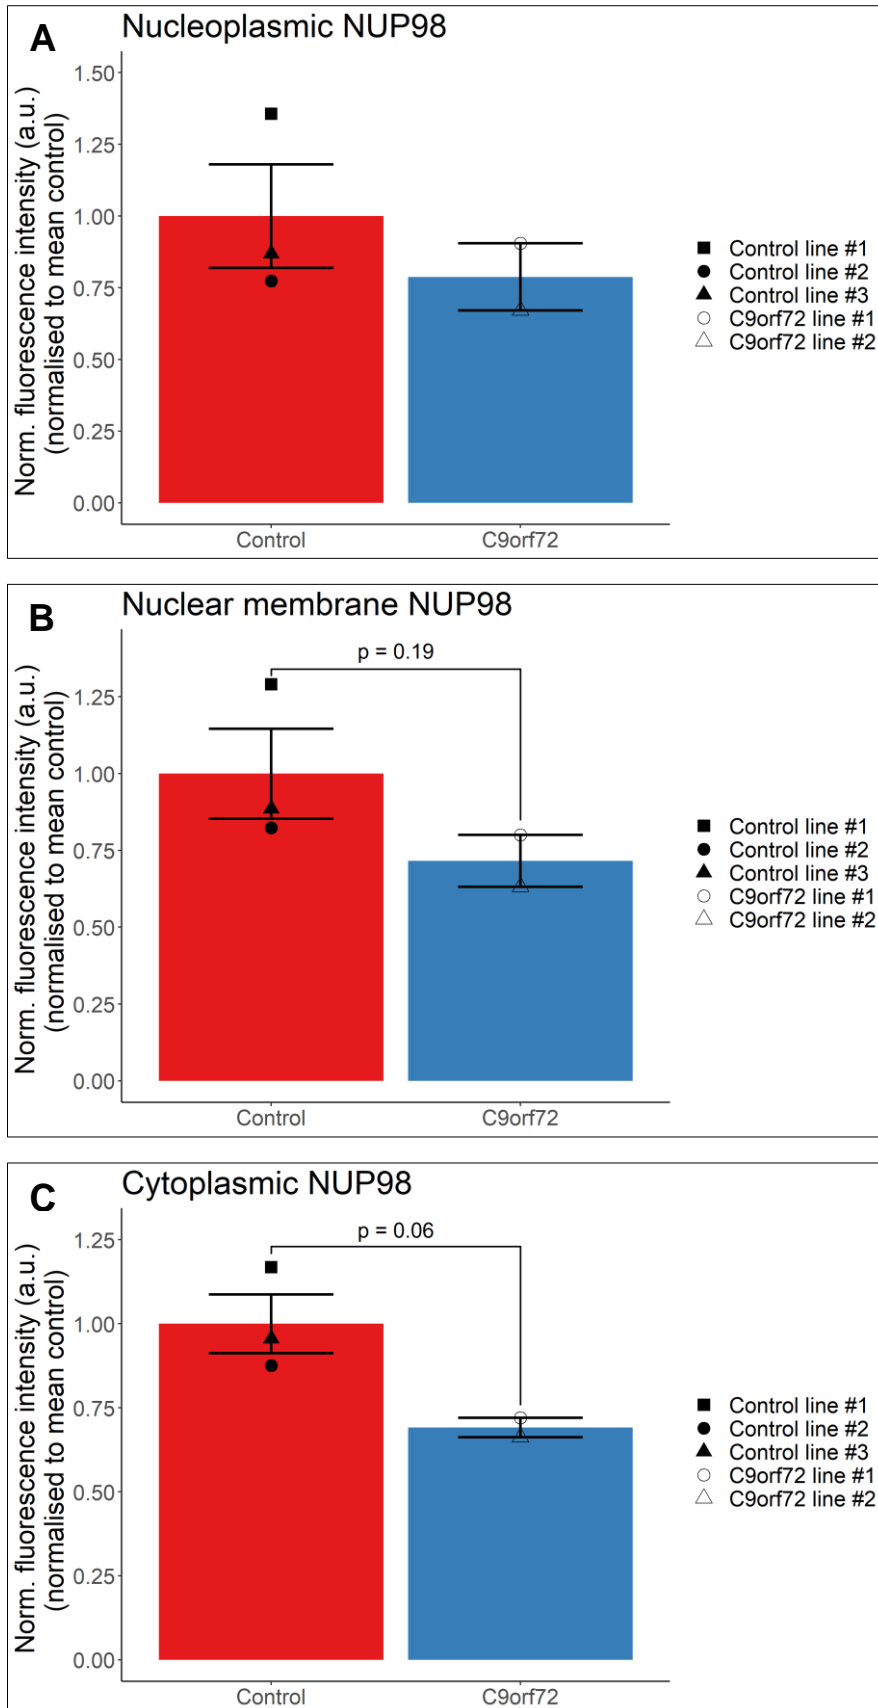 A
Nucleoplasmic NUP98
Norm. fluorescence intensity (a.u.)
(normalised to mean control)
1.50
1.25
1.00
0.75
0.50
0.25
0.00
Control
C9orf72
Control line #1
Control line #2
Control line #3
C9orf72 line #1
C9orf72 line #2
B
Nuclear membrane NUP98
Norm. fluorescence intensity (a.u.)
(normalised to mean control)
p = 0.19
1.25
1.00
0.75
0.50
0.25
0.00
Control
C9orf72
Control line #1
Control line #2
Control line #3
C9orf72 line #1
C9orf72 line #2
C
Cytoplasmic NUP98
Norm. fluorescence intensity (a.u.)
(normalised to mean control)
p = 0.06
1.25
1.00
0.75
0.50
0.25
0.00
Control
C9orf72
Control line #1
Control line #2
Control line #3
C9orf72 line #1
C9orf72 line #2